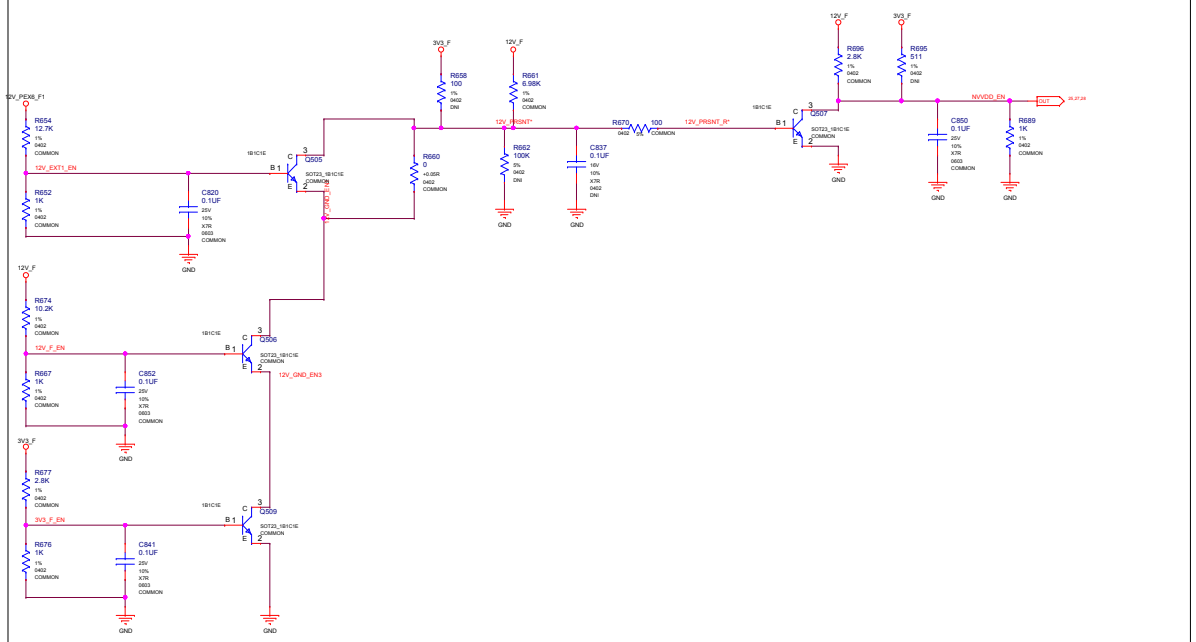 12V_F
3V3_F
R696
2.8K
1%
0402
COMMON
R695
511
1%
0402
DNI
NVVDD_EN
OUT
25,27,28
3V3_F
12V_F
R658
100
1%
0402
DNI
R661
6.98K
1%
0402
COMMON
1B1C1E
C
3
Q507
B
1
SOT23_1B1C1E
COMMON
E
2
GND
C850
0.1UF
25V
10%
X7R
0603
COMMON
GND
R689
1K
1%
0402
COMMON
GND
12V_PRSNT*
R670
100
0402
5%
COMMON
12V_PRSNT_R*
R662
100K
5%
0402
DNI
GND
C837
0.1UF
16V
10%
X7R
0402
DNI
GND
12V_PEX6_F1
R654
12.7K
1%
0402
COMMON
12V_EXT1_EN
R652
1K
1%
0402
COMMON
C820
0.1UF
25V
10%
X7R
0603
COMMON
GND
1B1C1E
C
3
Q505
B
1
SOT23_1B1C1E
COMMON
E
2
R660
0
+0.05R
0402
COMMON
12V_F
R674
10.2K
1%
0402
COMMON
12V_F_EN
R667
1K
1%
0402
COMMON
C852
0.1UF
25V
10%
X7R
0603
COMMON
GND
1B1C1E
C
3
Q506
B
1
SOT23_1B1C1E
COMMON
E
2
12V_GND_EN3
3V3_F
R677
2.8K
1%
0402
COMMON
3V3_F_EN
R676
1K
1%
0402
COMMON
C841
0.1UF
25V
10%
X7R
0603
COMMON
GND
1B1C1E
C
3
Q509
B
1
SOT23_1B1C1E
COMMON
E
2
GND